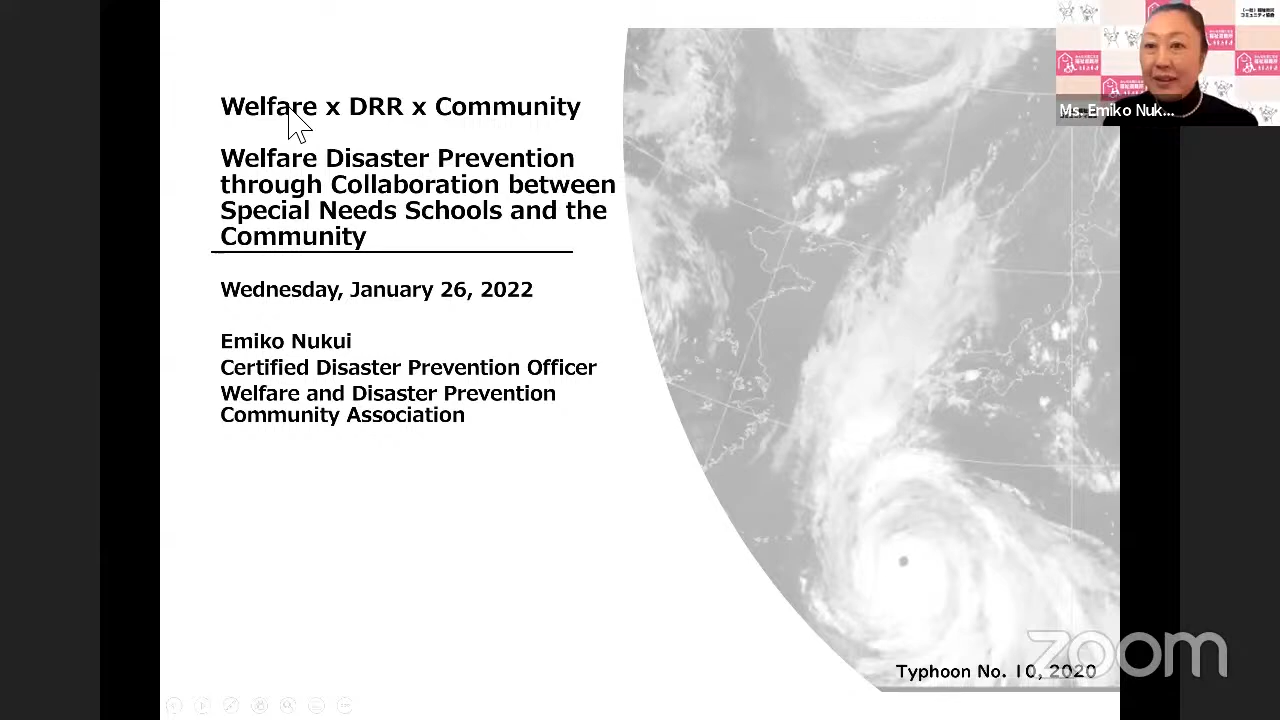 Welfare x DRR x Community
Welfare Disaster Prevention
through Collaboration between
Special Needs Schools and the
Community
Wednesday, January 26, 2022
Emiko Nukui
Certified Disaster Prevention Officer
Welfare and Disaster Prevention
Community Association
Typhoon No. 10, 2020
Ms. Emiko Nuk...
zoom